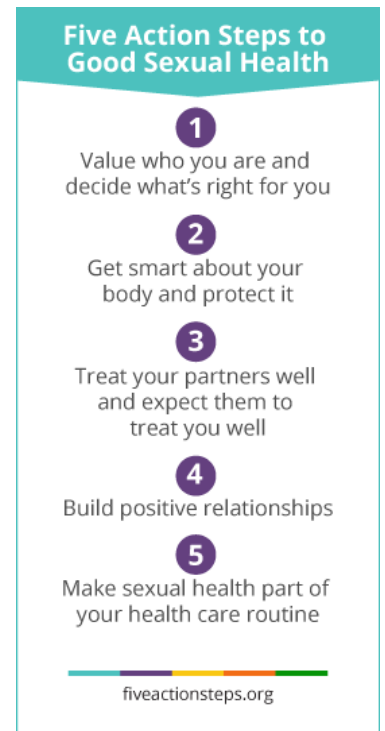 Five Action Steps to
Good Sexual Health
1
Value who you are and
decide what's right for you
2
Get smart about your
body and protect it
3
Treat your partners well
and expect them to
treat you well
4
Build positive relationships
5
Make sexual health part of
your health care routine
fiveactionsteps.org